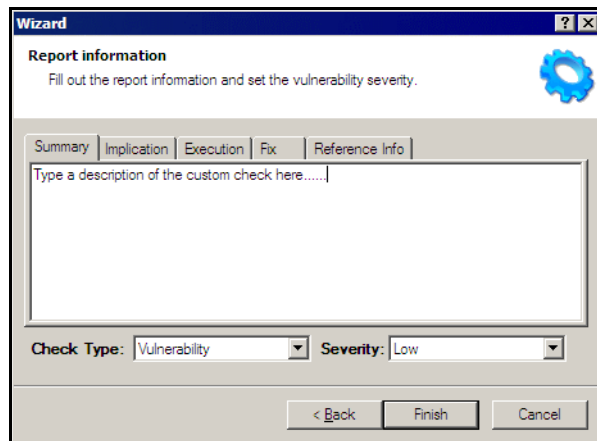 Wizard
Report information
Fill out the report information and set the vulnerability severity.
Summary Implication Execution Fix Reference Info
Type a description of the custom check here......
Check Type: Vulnerability Severity: Low
< Back Finish Cancel